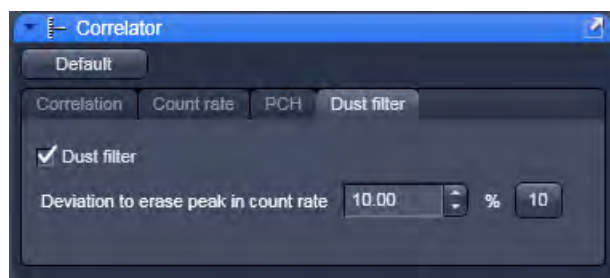 Correlator
Default
Correlation Count rate PCH Dust filter
Dust filter
Deviation to erase peak in count rate 10.00 % 10